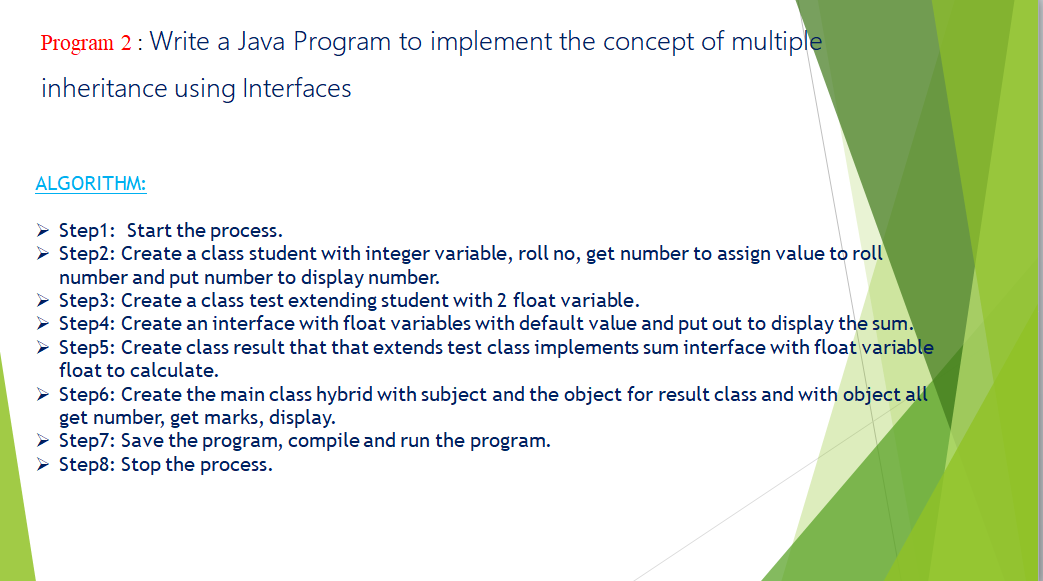 Program 2 : Write a Java Program to implement the concept of multiple
inheritance using Interfaces
ALGORITHM:
➢ Step1:  Start the process.
➢ Step2: Create a class student with integer variable, roll no, get number to assign value to roll
number and put number to display number.
➢ Step3: Create a class test extending student with 2 float variable.
➢ Step4: Create an interface with float variables with default value and put out to display the sum.
➢ Step5: Create class result that that extends test class implements sum interface with float variable
float to calculate.
➢ Step6: Create the main class hybrid with subject and the object for result class and with object all
get number, get marks, display.
➢ Step7: Save the program, compile and run the program.
➢ Step8: Stop the process.